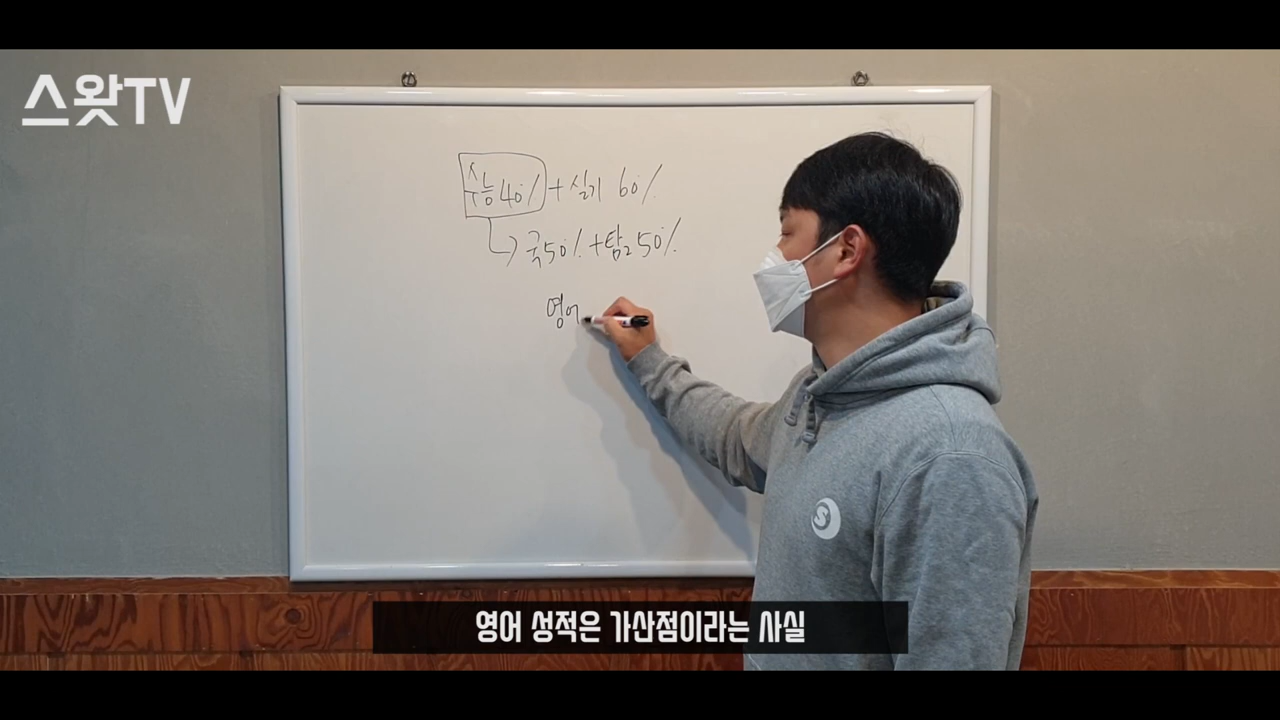 스왓TV
수능40% + 실기 60%
→ 국50% + 탐2 50%
영어
S
영어 성적은 가산점이라는 사실